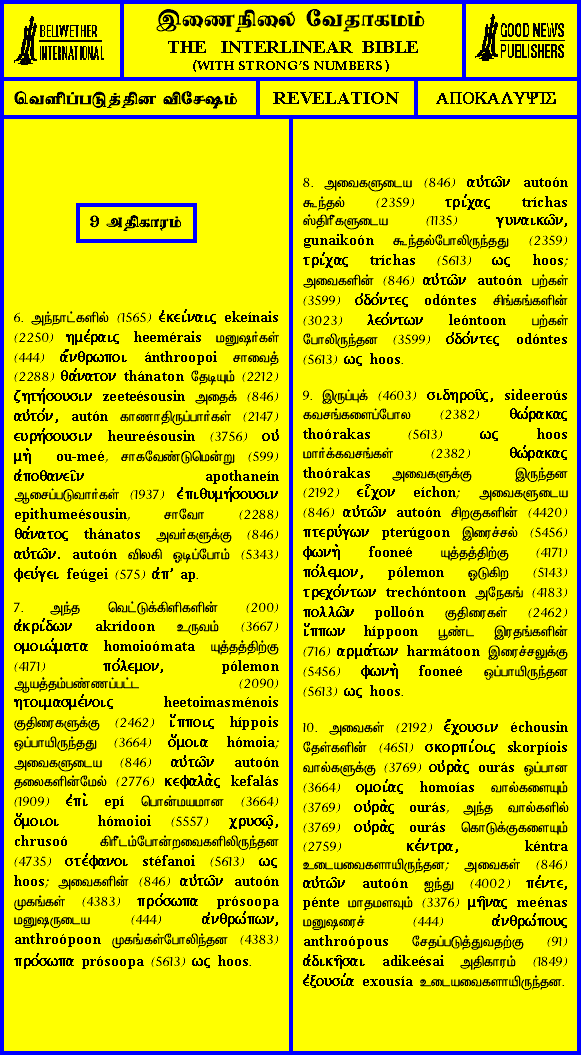 BELLWETHER
INTERNATIONAL
இணைநிலை வேதாகமம்
THE INTERLINEAR BIBLE
(WITH STRONG'S NUMBERS)
GOOD NEWS
PUBLISHERS
வெளிப்படுத்தின விசேஷம்
REVELATION
ΑΠΟΚΑΛΥΨΙΣ
9 அதிகாரம்
6. அந்நாட்களில் (1565) ἐκείναις ekeínais
(2250) ημέραις heemérais மனுஷர்கள்
(444) ἄνθρωποι ánthroopoi சாவைத்
(2288) θάνατον thánaton தேடியும் (2212)
ζητήσουσιν zeeteésousin அதைக் (846)
αὐτόν, autón காணாதிருப்பார்கள் (2147)
ευρήσουσιν heureésousin (3756) οὐ
μὴ ou-meé, சாகவேண்டுமென்று (599)
ἀποθανεῖν apothaneín
ஆசைப்படுவார்கள் (1937) ἐπιθυμήσουσιν
epithumeésousin, சாவோ (2288)
θάνατος thánatos அவர்களுக்கு (846)
αὐτῶν. autoón விலகி ஓடிப்போம் (5343)
φεύγει feúgei (575) ἀπ' ap.
7. அந்த வெட்டுக்கிளிகளின் (200)
ἀκρίδων akrídoon உருவம் (3667)
ομοιώματα homoioómata யுத்தத்திற்கு
(4171) πόλεμον, pólemon
ஆயத்தம்பண்ணப்பட்ட (2090)
ητοιμασμένοις heetoimasménois
குதிரைகளுக்கு (2462) ἵπποις híppois
ஒப்பாயிருந்தது (3664) ὅμοια hómoia;
அவைகளுடைய (846) αὐτῶν autoón
தலைகளின்மேல் (2776) κεφαλὰς kefalás
(1909) ἐπὶ epí பொன்மயமான (3664)
ὅμοιοι hómoioi (5557) χρυσῷ,
chrusoó கிரீடம்போன்றவைகளிலிருந்தன
(4735) στέφανοι stéfanoi (5613) ως
hoos; அவைகளின் (846) αὐτῶν autoón
முகங்கள் (4383) πρόσωπα prósoopa
மனுஷருடைய (444) ἀνθρώπων,
anthroópoon முகங்கள்போலிந்தன (4383)
πρόσωπα prósoopa (5613) ως hoos.
8. அவைகளுடைய (846) αὐτῶν autoón
கூந்தல் (2359) τρίχας tríchas
ஸ்திரீகளுடைய (1135) γυναικῶν,
gunaikoón கூந்தல்போலிருந்தது (2359)
τρίχας tríchas (5613) ως hoos;
அவைகளின் (846) αὐτῶν autoón பற்கள்
(3599) ὀδόντες odóntes சிங்கங்களின்
(3023) λεόντων leóntoon பற்கள்
போலிருந்தன (3599) ὀδόντες odóntes
(5613) ως hoos.
9. இருப்புக் (4603) σιδηροῦς, sideeroús
கவசங்களைப்போல (2382) θώρακας
thoórakas (5613) ως hoos
மார்க்கவசங்கள் (2382) θώρακας
thoórakas அவைகளுக்கு இருந்தன
(2192) εἶχον eíchon; அவைகளுடைய
(846) αὐτῶν autoón சிறகுகளின் (4420)
πτερύγων pterúgoon இரைச்சல் (5456)
φωνὴ fooneé யுத்தத்திற்கு (4171)
πόλεμον, pólemon ஓடுகிற (5143)
τρεχόντων trechóntoon அநேகங் (4183)
πολλῶν polloón குதிரைகள் (2462)
ἵππων híppoon பூண்ட இரதங்களின்
(716) αρμάτων harmátoon இரைச்சலுக்கு
(5456) φωνὴ fooneé ஒப்பாயிருந்தன
(5613) ως hoos.
10. அவைகள் (2192) ἔχουσιν échousin
தேள்களின் (4651) σκορπίοις skorpíois
வால்களுக்கு (3769) οὐρὰς ourás ஒப்பான
(3664) ομοίας homoías வால்களையும்
(3769) οὐρὰς ourás, அந்த வால்களில்
(3769) οὐρὰς ourás கொடுக்குகளையும்
(2759) κέντρα, kéntra
உடையவைகளாயிருந்தன; அவைகள் (846)
αὐτῶν autoón ஐந்து (4002) πέντε,
pénte மாதமளவும் (3376) μῆνας meénas
மனுஷரைச் (444) ἀνθρώπους
anthroópous சேதப்படுத்துவதற்கு (91)
ἀδικῆσαι adikeésai அதிகாரம் (1849)
ἐξουσία exousía உடையவைகளாயிருந்தன.